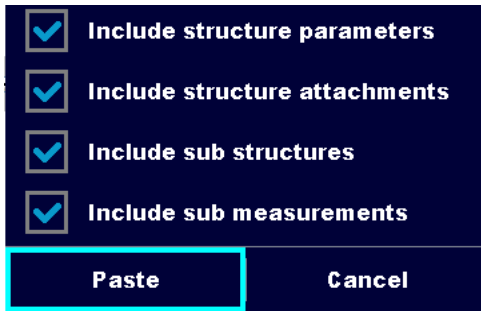 Include structure parameters
Include structure attachments
Include sub structures
Include sub measurements
Paste Cancel